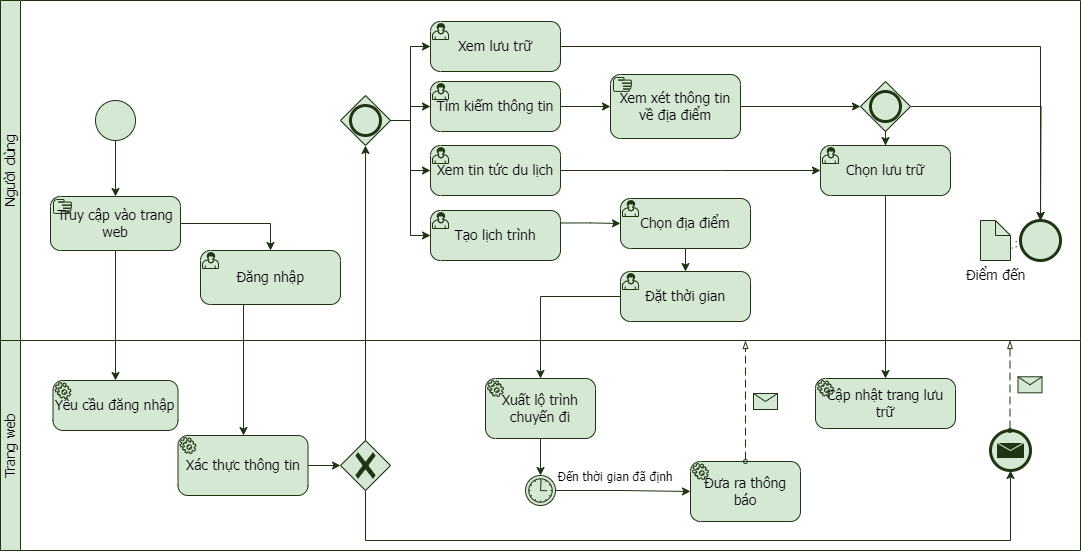 Người dùng
Xem lưu trữ
Tìm kiếm thông tin
Xem xét thông tin
về địa điểm
Xem tin tức du lịch
Chọn lưu trữ
Truy cập vào trang
web
Tạo lịch trình
Chọn địa điểm
Đăng nhập
Điểm đến
Đặt thời gian
Trang web
Yêu cầu đăng nhập
Xuất lộ trình
chuyến đi
Cập nhật trang lưu
trữ
Xác thực thông tin
Đến thời gian đã định
Đưa ra thông
báo